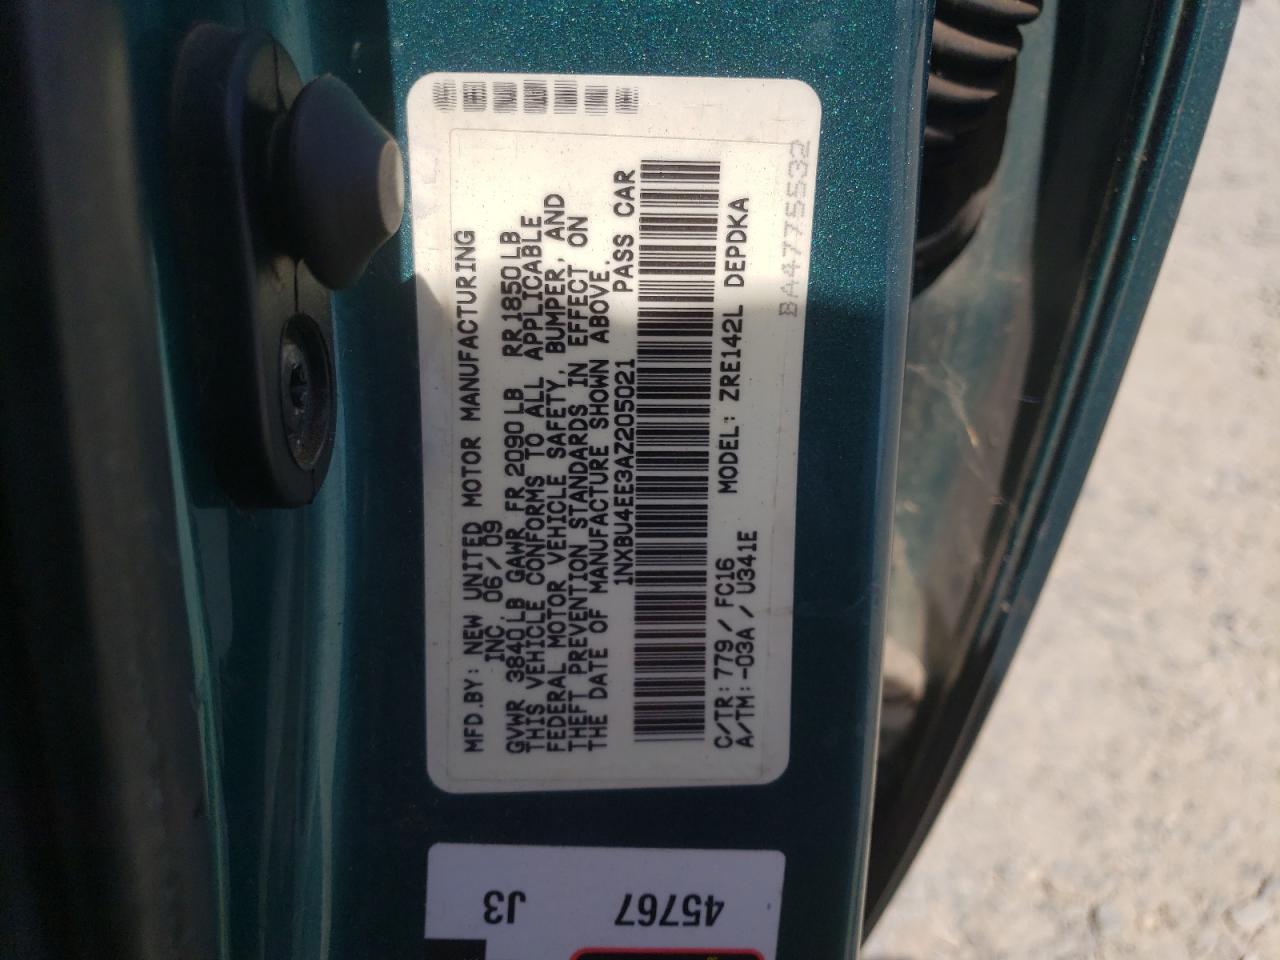 MFD.BY: NEW UNITED MOTOR MANUFACTURING
INC. 06/09
GVWR 3840LB GAWR FR 2090LB RR 1850LB
THIS VEHICLE CONFORMS TO ALL APPLICABLE
FEDERAL MOTOR VEHICLE SAFETY, BUMPER, AND
THEFT PREVENTION STANDARDS IN EFFECT ON
THE DATE OF MANUFACTURE SHOWN ABOVE.
1NXBU4EE3AZ205021 PASS CAR
C/TR: 779/FC16 MODEL: ZRE142L DEPDKA
A/TM: -03A/U341E
BA4775532
J3
45767